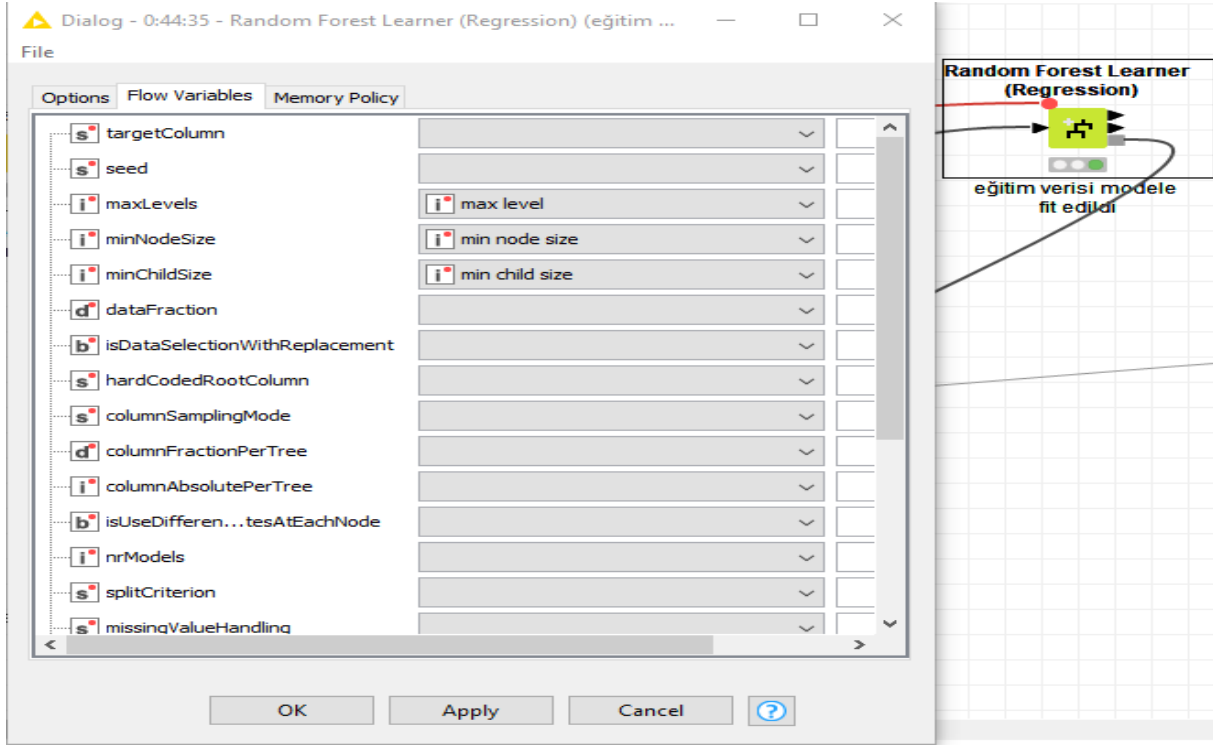 Dialog - 0:44:35 - Random Forest Learner (Regression) (eğitim ...
File
Options Flow Variables Memory Policy
s targetColumn
s seed
i maxLevels i max level
i minNodeSize i min node size
i minChildSize i min child size
d dataFraction
b isDataSelectionWithReplacement
s hardCodedRootColumn
s columnSamplingMode
d columnFractionPerTree
i columnAbsolutePerTree
b isUseDifferen...tesAtEachNode
i nrModels
s splitCriterion
s missingValueHandling
OK Apply Cancel ?
Random Forest Learner
(Regression)
eğitim verisi modele
fit edildi